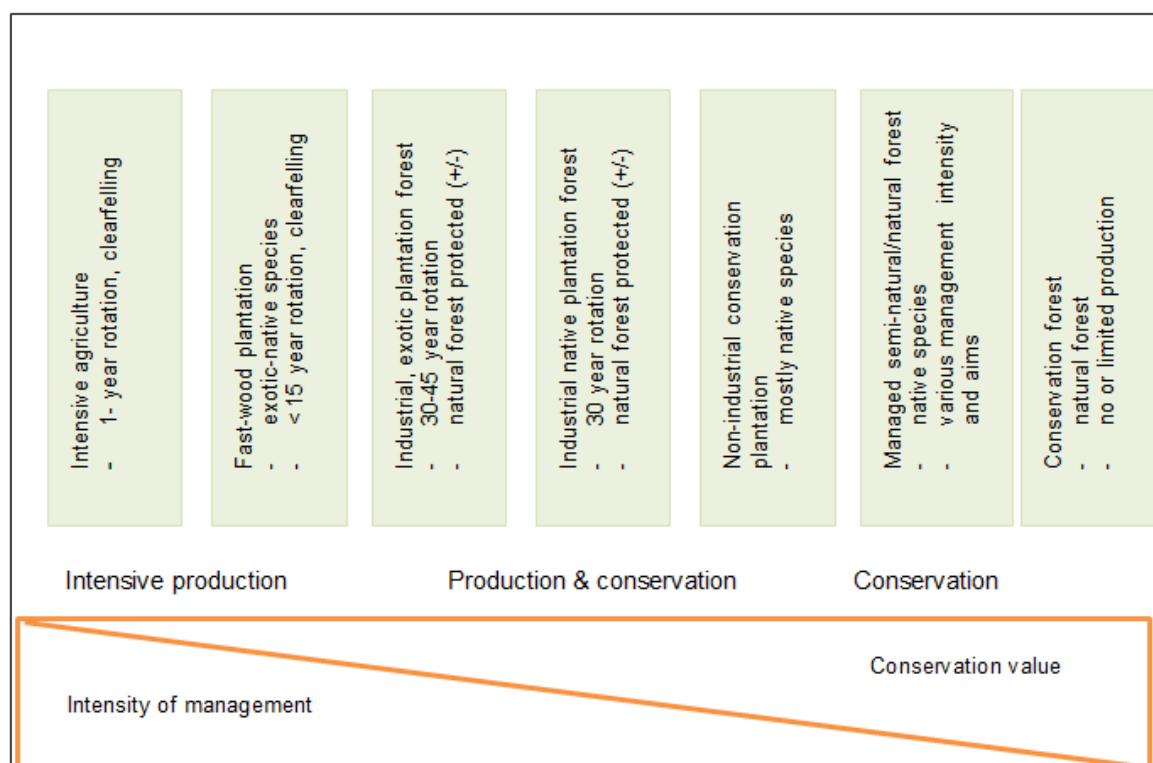 Intensive agriculture
- 1- year rotation, clearfelling
Fast-wood plantation
- exotic-native species
- < 15 year rotation, clearfelling
Industrial, exotic plantation forest
- 30-45 year rotation
- natural forest protected (+/-)
Industrial native plantation forest
- 30 year rotation
- natural forest protected (+/-)
Non-industrial conservation
plantation
- mostly native species
Managed semi-natural/natural forest
- native species
- various management intensity
and aims
Conservation forest
- natural forest
- no or limited production
Intensive production
Production & conservation
Conservation
Conservation value
Intensity of management